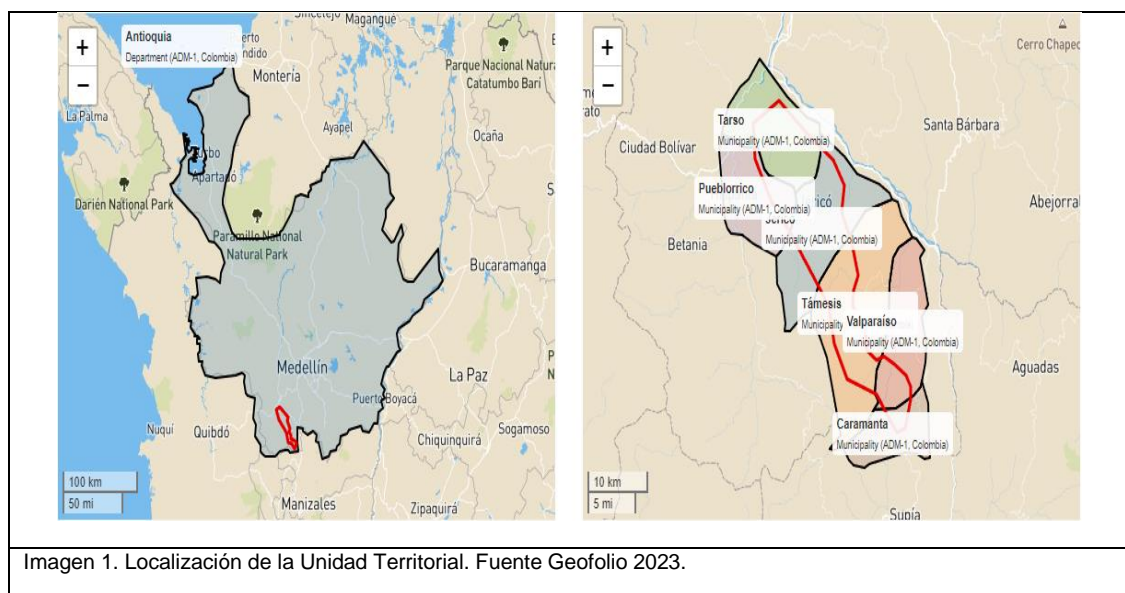 Sincelejo
Magangué
+
−
Antioquia
Department (ADM-1, Colombia)
Montería
Parque Nacional Natural
Catatumbo Barí
La Palma
Ayapel
Ocaña
Turbo
Apartadó
Darién National Park
Paramillo National
Natural Park
Bucaramanga
Medellín
La Paz
Puerto Boyacá
Nuquí
Quibdó
Chiquinquirá
Sogamoso
100 km
50 mi
Manizales
Zipaquirá
+
−
Cerro Chapec
Tarso
Municipality (ADM-1, Colombia)
Santa Bárbara
Ciudad Bolívar
Pueblorrico
Municipality (ADM-1, Colombia)
Abejorral
Jericó
Municipality (ADM-1, Colombia)
Betania
Támesis
Municipality
Valparaíso
Municipality (ADM-1, Colombia)
Aguadas
Caramanta
Municipality (ADM-1, Colombia)
10 km
5 mi
Supía
Imagen 1. Localización de la Unidad Territorial. Fuente Geofolio 2023.